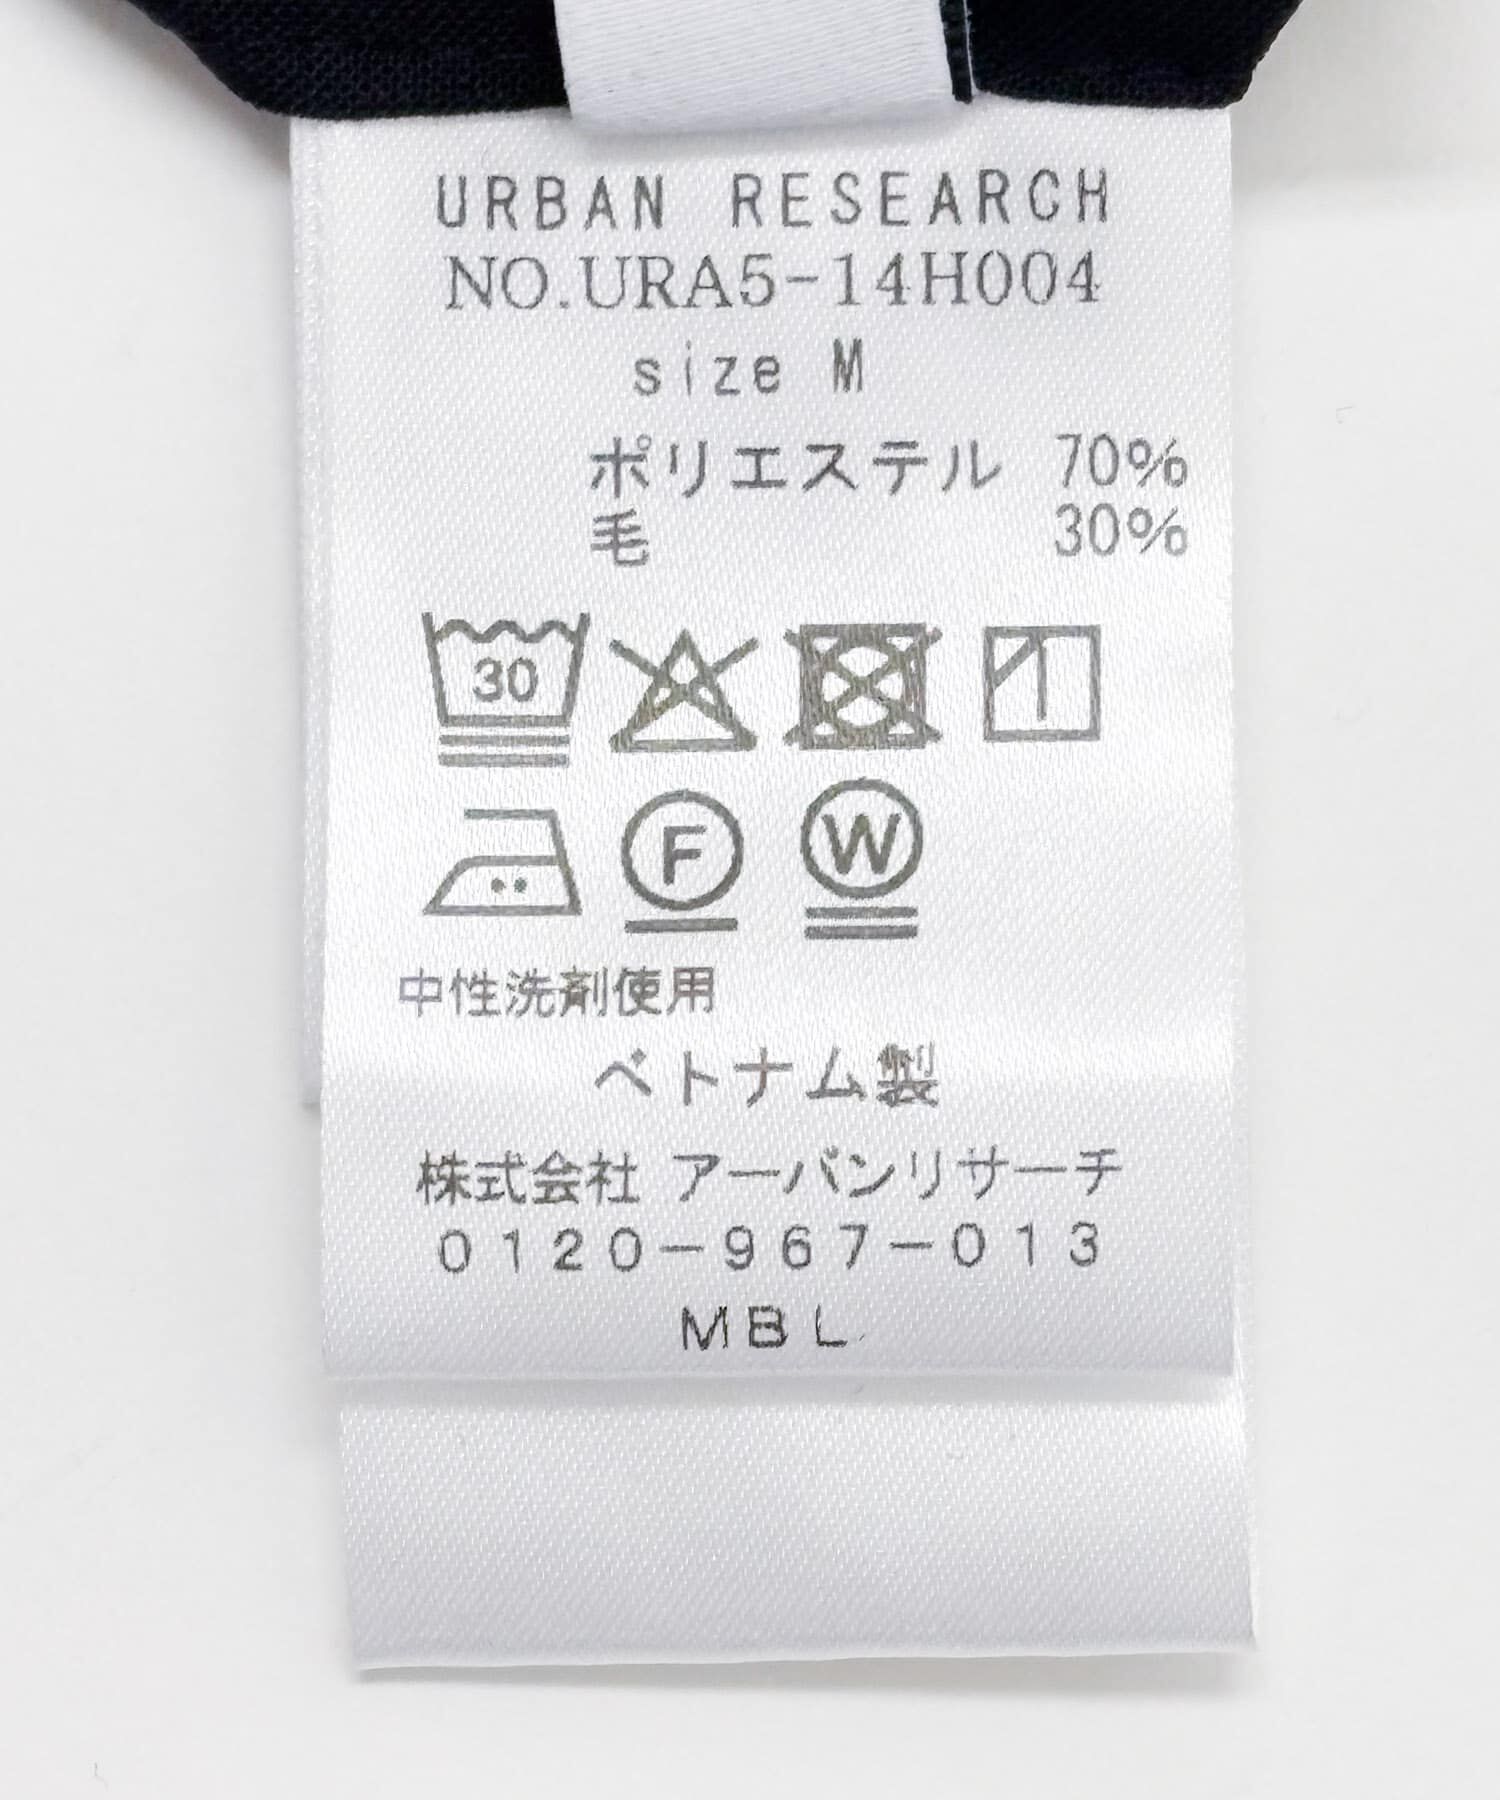 URBAN RESEARCH
NO.URA5-14H004
size M
ポリエステル 70%
毛 30%
30
F W
中性洗剤使用
ベトナム製
株式会社 アーバンリサーチ
0120-967-013
MBL